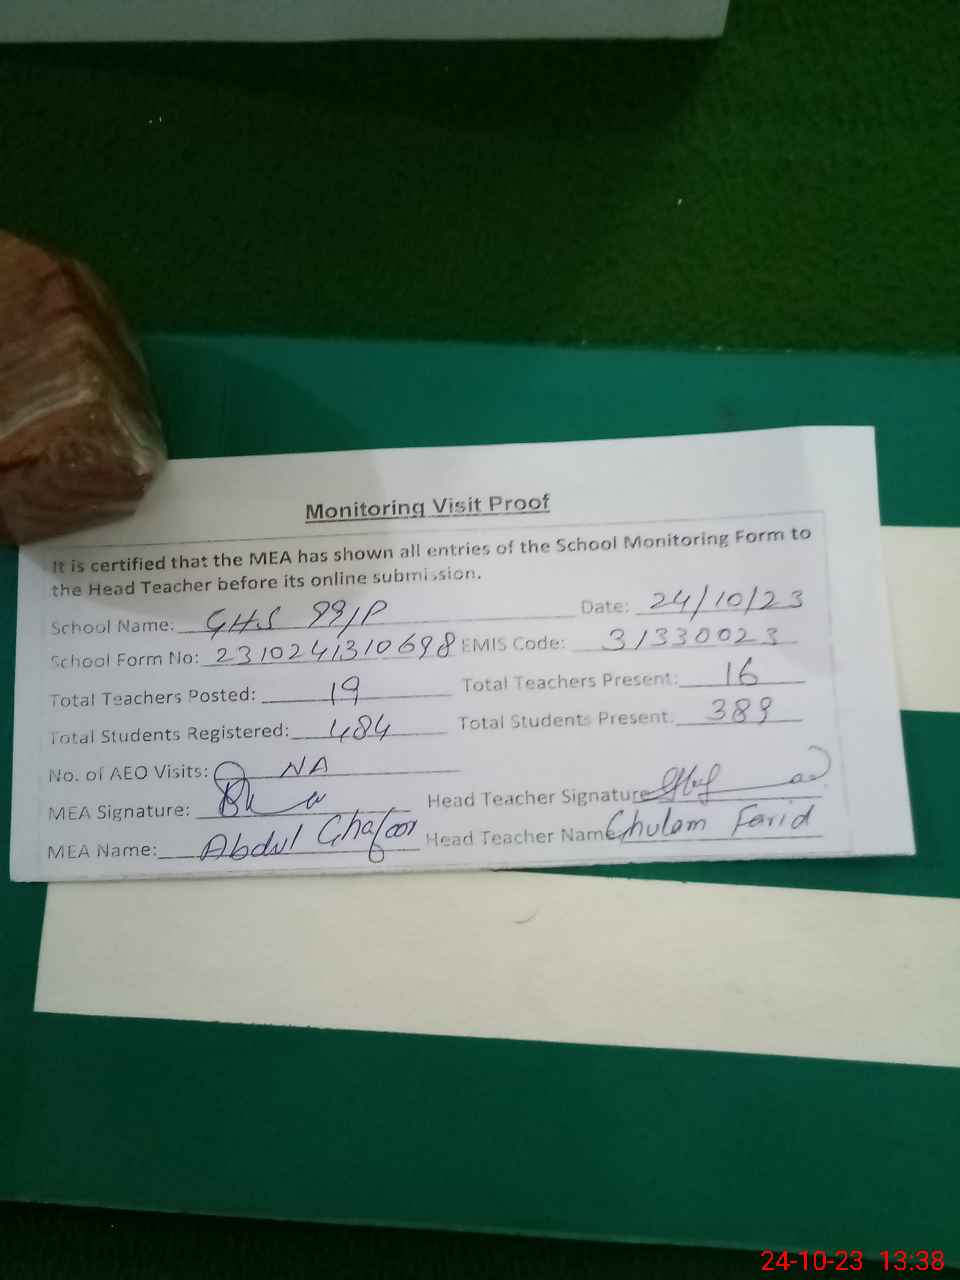 Monitoring Visit Proof
It is certified that the MEA has shown all entries of the School Monitoring Form to
the Head Teacher before its online submission.
School Name: GHS 99/P Date: 24/10/23
School Form No: 2310241310698 EMIS Code: 31330023
Total Teachers Posted: 19 Total Teachers Present: 16
Total Students Registered: 484 Total Students Present: 389
No. of AEO Visits: NA
MEA Signature: Head Teacher Signature
MEA Name: Abdul Ghafoor Head Teacher Name Ghulam Farid
24-10-23 13:38